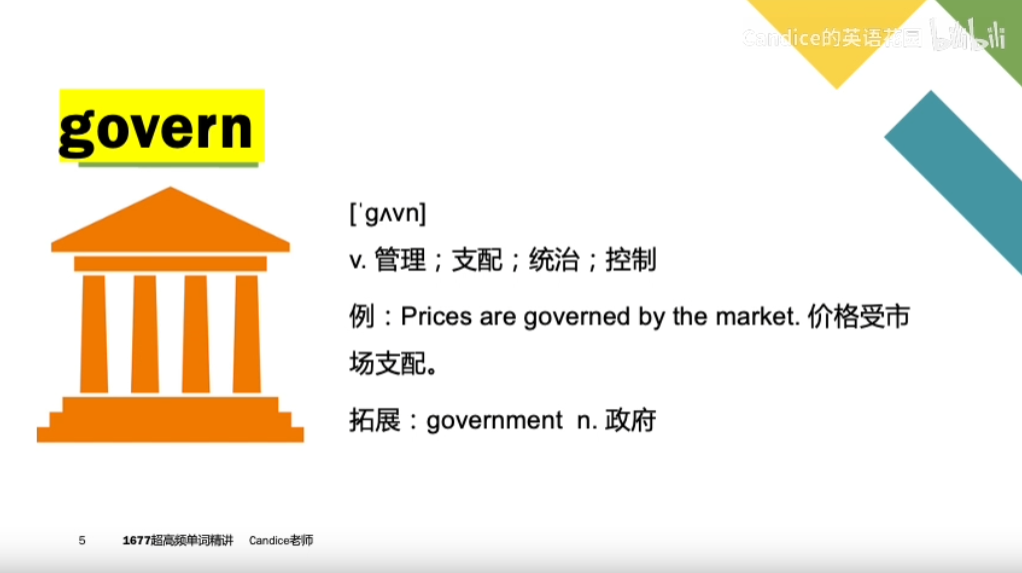 Candice的英语花园 bilibili
govern
[ˈgʌvn]
v. 管理；支配；统治；控制
例：Prices are governed by the market. 价格受市
场支配。
拓展：government n. 政府
5 1677超高频单词精讲 Candice老师